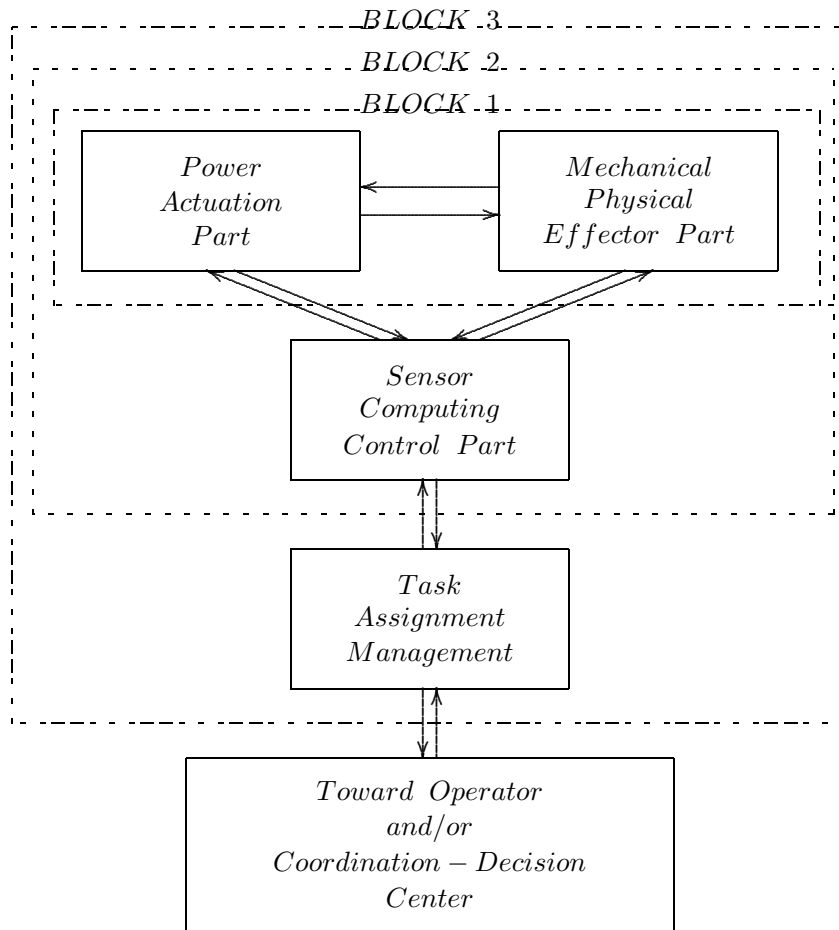 BLOCK 3
BLOCK 2
BLOCK 1
Power
Actuation
Part
Mechanical
Physical
Effector Part
Sensor
Computing
Control Part
Task
Assignment
Management
Toward Operator
and/or
Coordination – Decision
Center